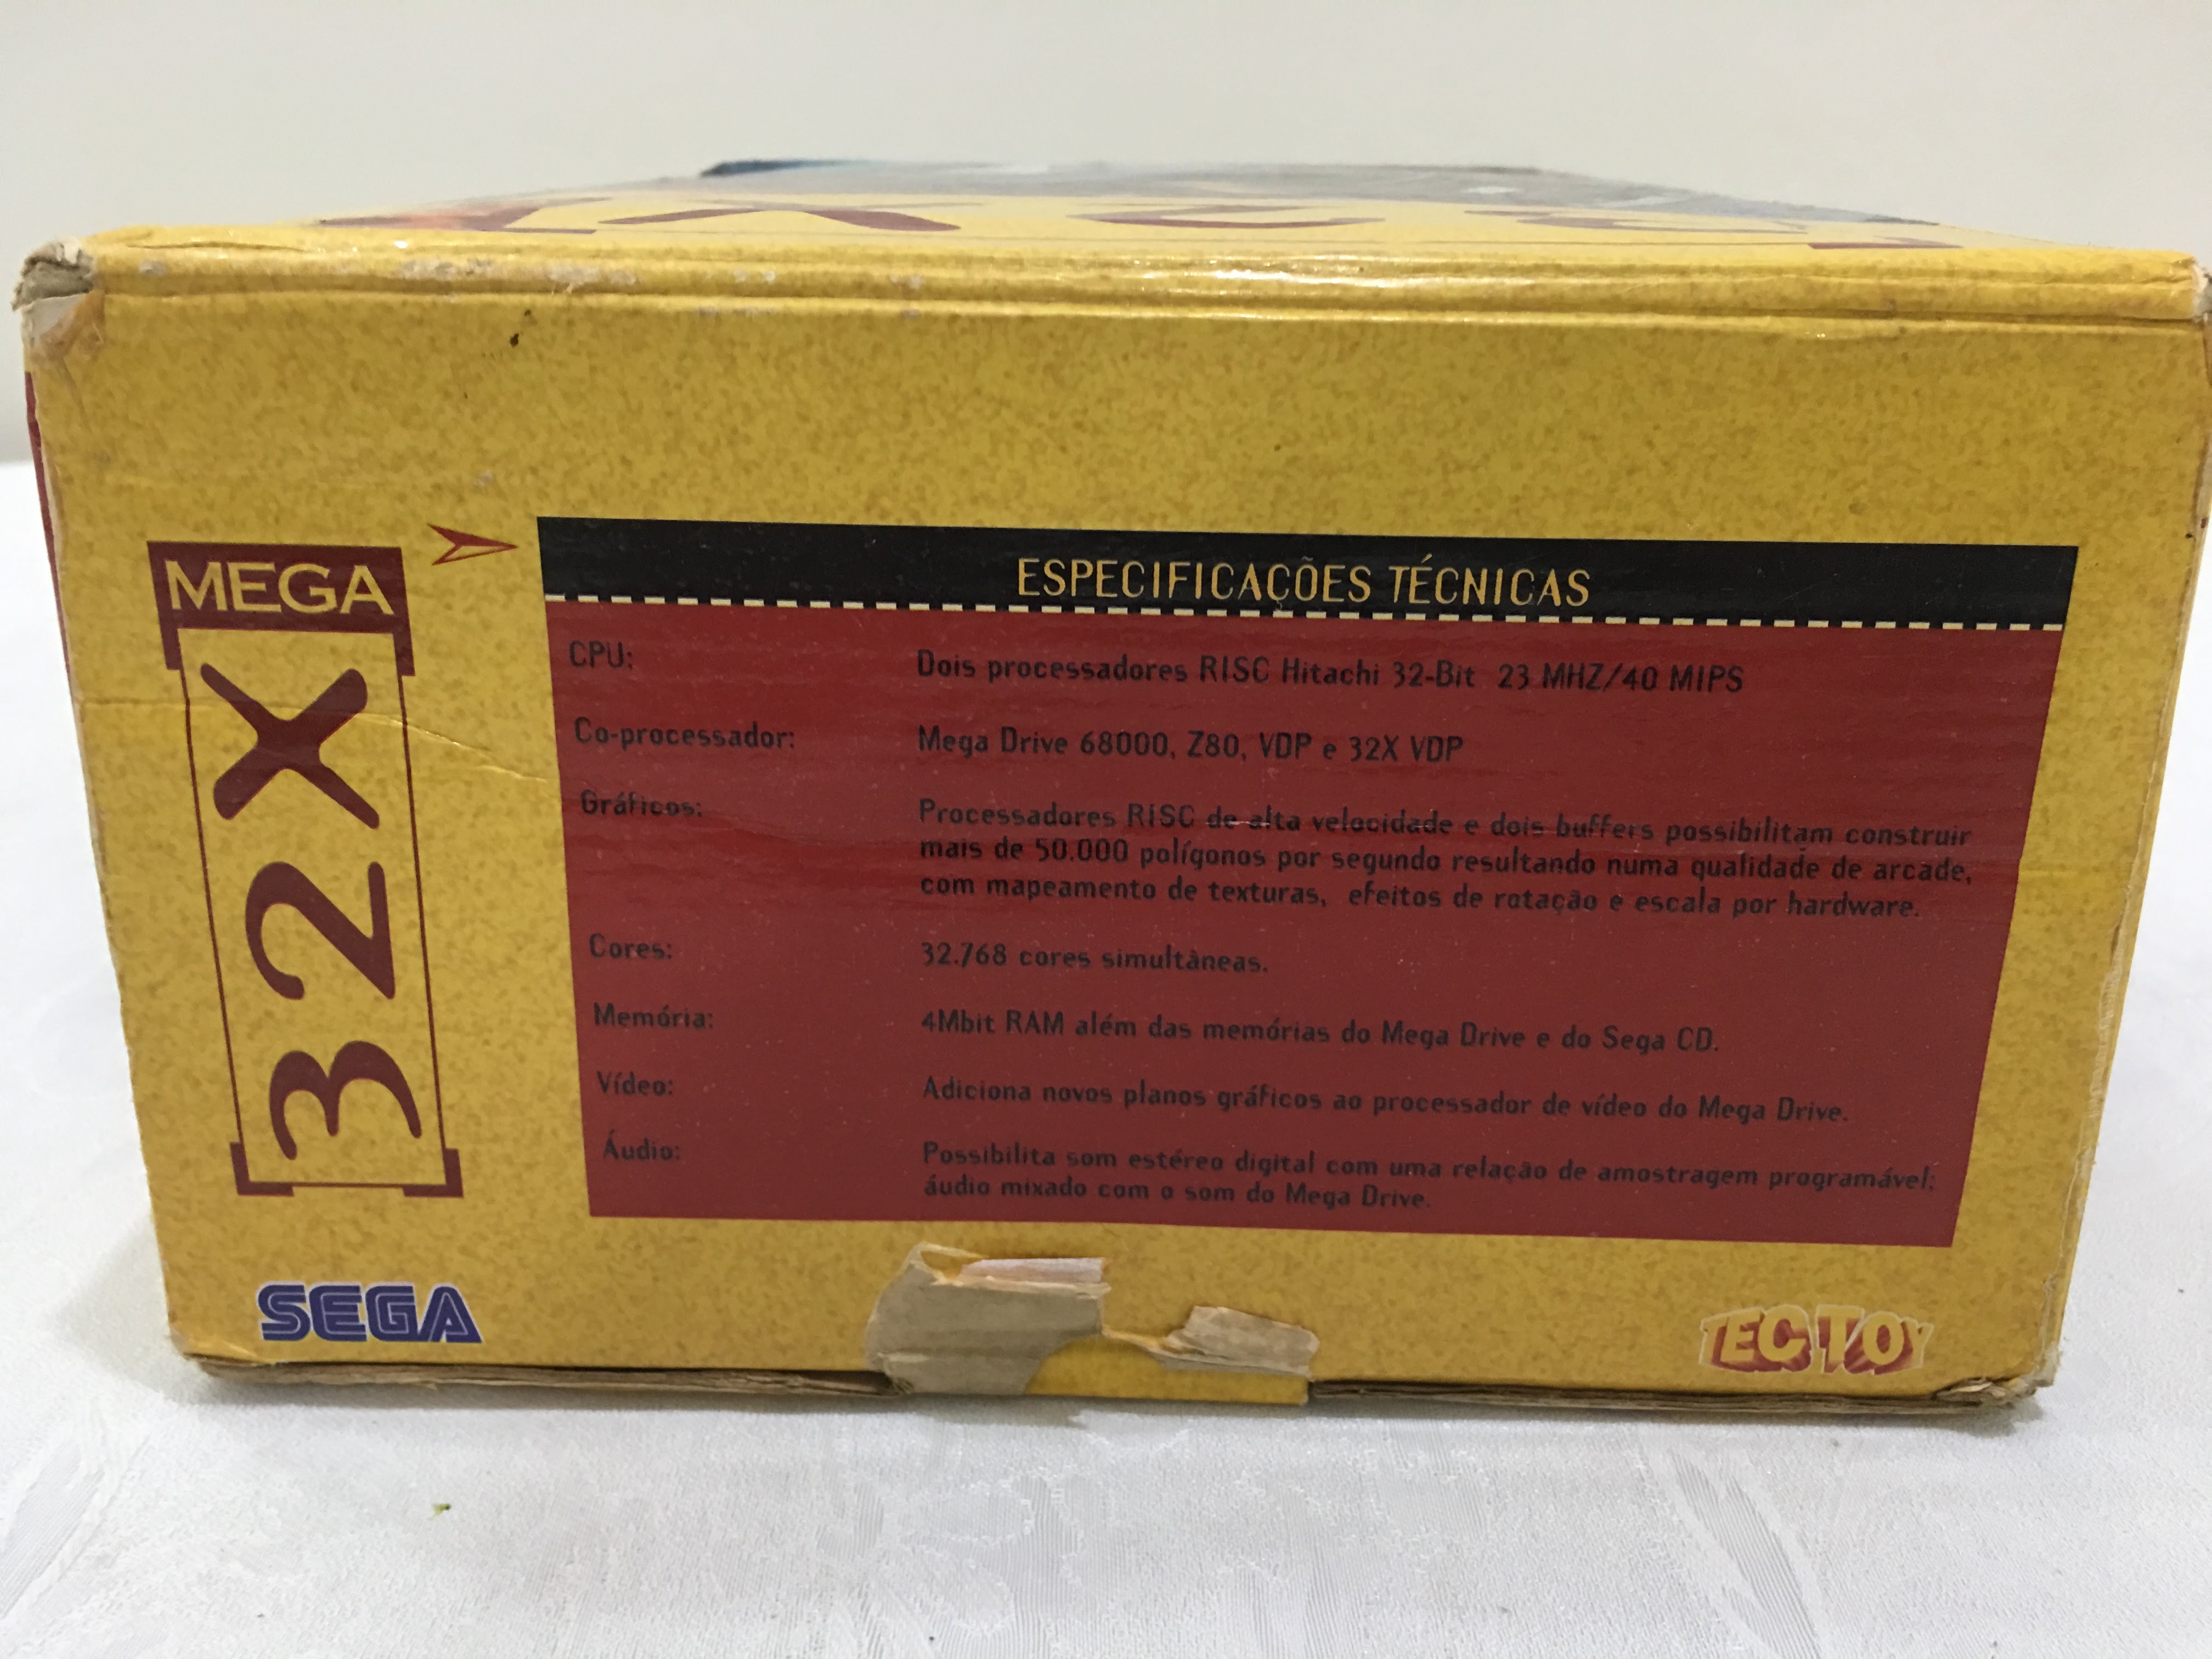 32X
MEGA
32X
ESPECIFICAÇÕES TÉCNICAS
CPU: Dois processadores RISC Hitachi 32-Bit 23 MHZ/40 MIPS
Co-processador: Mega Drive 68000, Z80, VDP e 32X VDP
Gráficos: Processadores RISC de alta velocidade e dois buffers possibilitam construir
mais de 50.000 polígonos por segundo resultando numa qualidade de arcade,
com mapeamento de texturas, efeitos de rotação e escala por hardware.
Cores: 32.768 cores simultâneas.
Memória: 4Mbit RAM além das memórias do Mega Drive e do Sega CD.
Vídeo: Adiciona novos planos gráficos ao processador de vídeo do Mega Drive.
Áudio: Possibilita som estéreo digital com uma relação de amostragem programável;
áudio mixado com o som do Mega Drive.
SEGA
TEC TOY